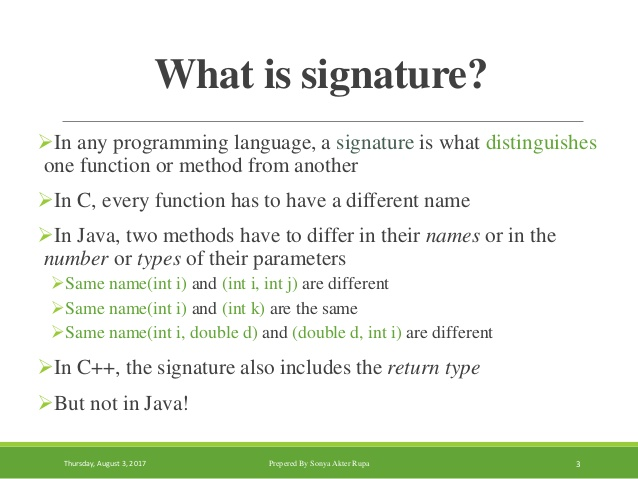 What is signature?
➢In any programming language, a signature is what distinguishes
one function or method from another
➢In C, every function has to have a different name
➢In Java, two methods have to differ in their names or in the
number or types of their parameters
➢Same name(int i) and (int i, int j) are different
➢Same name(int i) and (int k) are the same
➢Same name(int i, double d) and (double d, int i) are different
➢In C++, the signature also includes the return type
➢But not in Java!
Thursday, August 3, 2017 Prepered By Sonya Akter Rupa 3